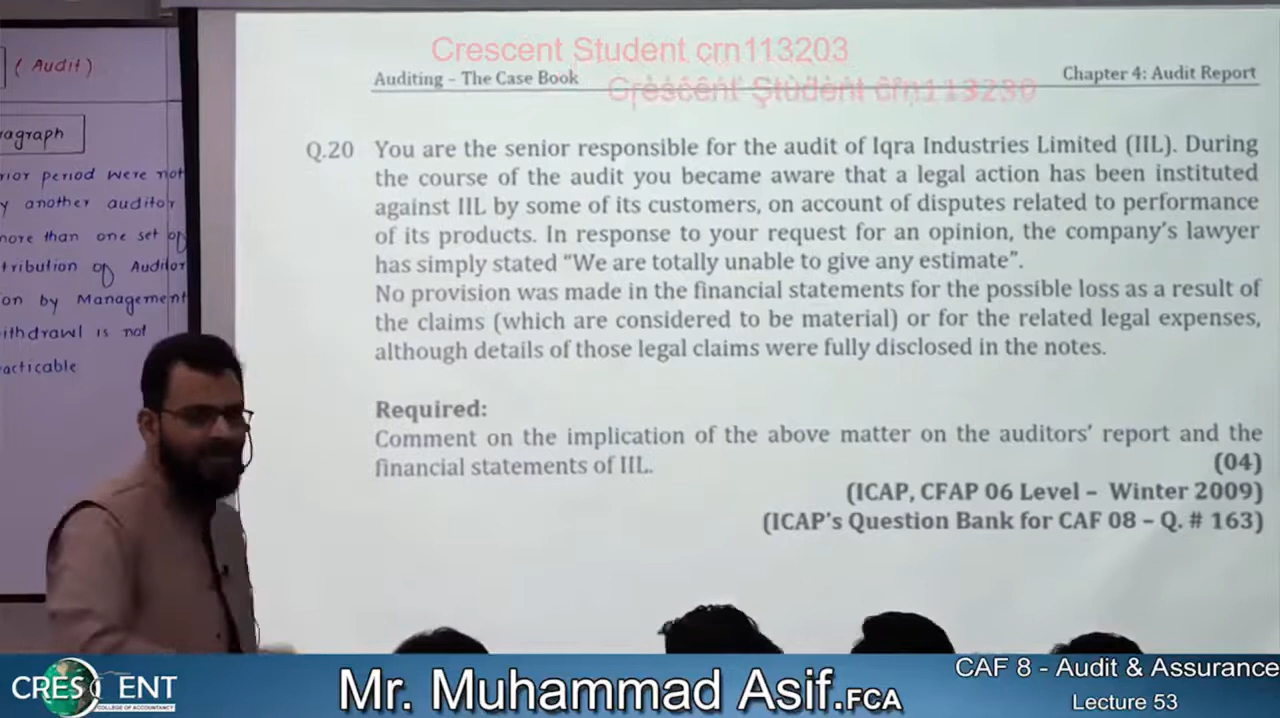 ( Audit )
ragraph
rior period were not
y another auditor
more than one set of
tribution of Auditor
on by Management
ithdrawl is not
acticable
Crescent Student crn113203
Auditing – The Case Book
Chapter 4: Audit Report
Crescent Student crn113230
Q.20 You are the senior responsible for the audit of Iqra Industries Limited (IIL). During
the course of the audit you became aware that a legal action has been instituted
against IIL by some of its customers, on account of disputes related to performance
of its products. In response to your request for an opinion, the company's lawyer
has simply stated “We are totally unable to give any estimate”.
No provision was made in the financial statements for the possible loss as a result of
the claims (which are considered to be material) or for the related legal expenses,
although details of those legal claims were fully disclosed in the notes.
Required:
Comment on the implication of the above matter on the auditors' report and the
financial statements of IIL.
(04)
(ICAP, CFAP 06 Level – Winter 2009)
(ICAP's Question Bank for CAF 08 – Q. # 163)
CRESCENT
COLLEGE OF ACCOUNTANCY
Mr. Muhammad Asif.FCA
CAF 8 - Audit & Assurance
Lecture 53